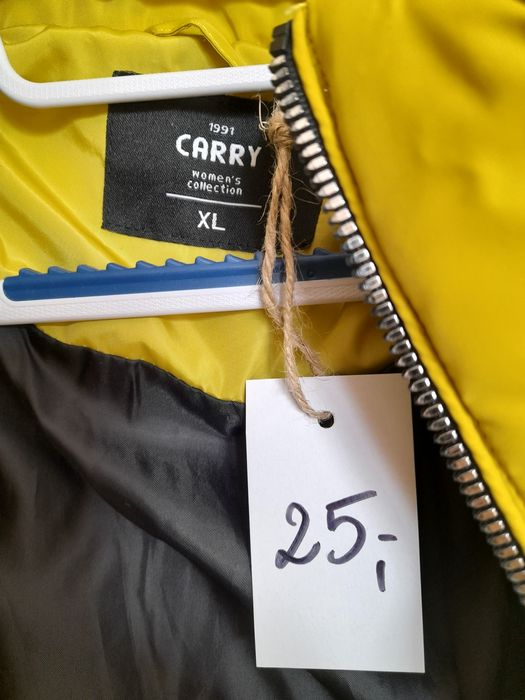 1991
CARRY
women's
collection
XL
25,-